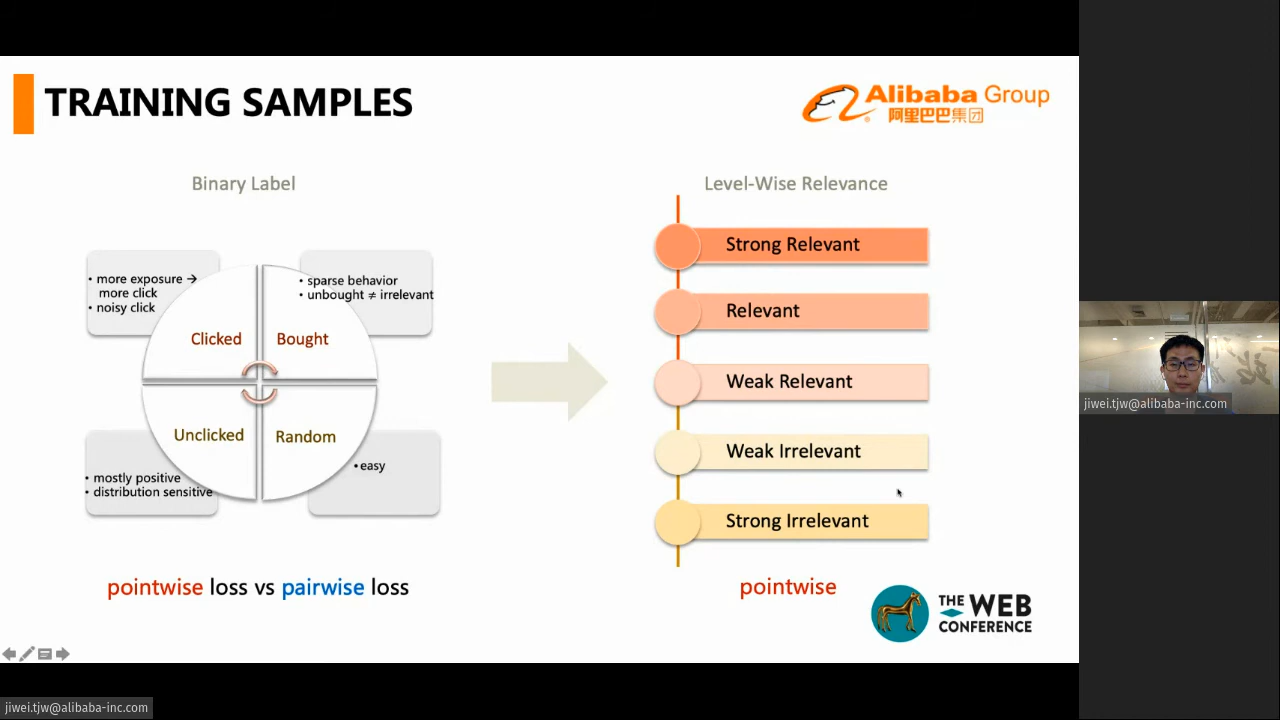 TRAINING SAMPLES
Alibaba Group
阿里巴巴集团
Binary Label
Level-Wise Relevance
• more exposure →
more click
• noisy click
• sparse behavior
• unbought ≠ irrelevant
Clicked
Bought
Unclicked
Random
• mostly positive
• distribution sensitive
• easy
Strong Relevant
Relevant
Weak Relevant
Weak Irrelevant
Strong Irrelevant
pointwise loss vs pairwise loss
pointwise
THE WEB
CONFERENCE
jiwei.tjw@alibaba-inc.com
jiwei.tjw@alibaba-inc.com